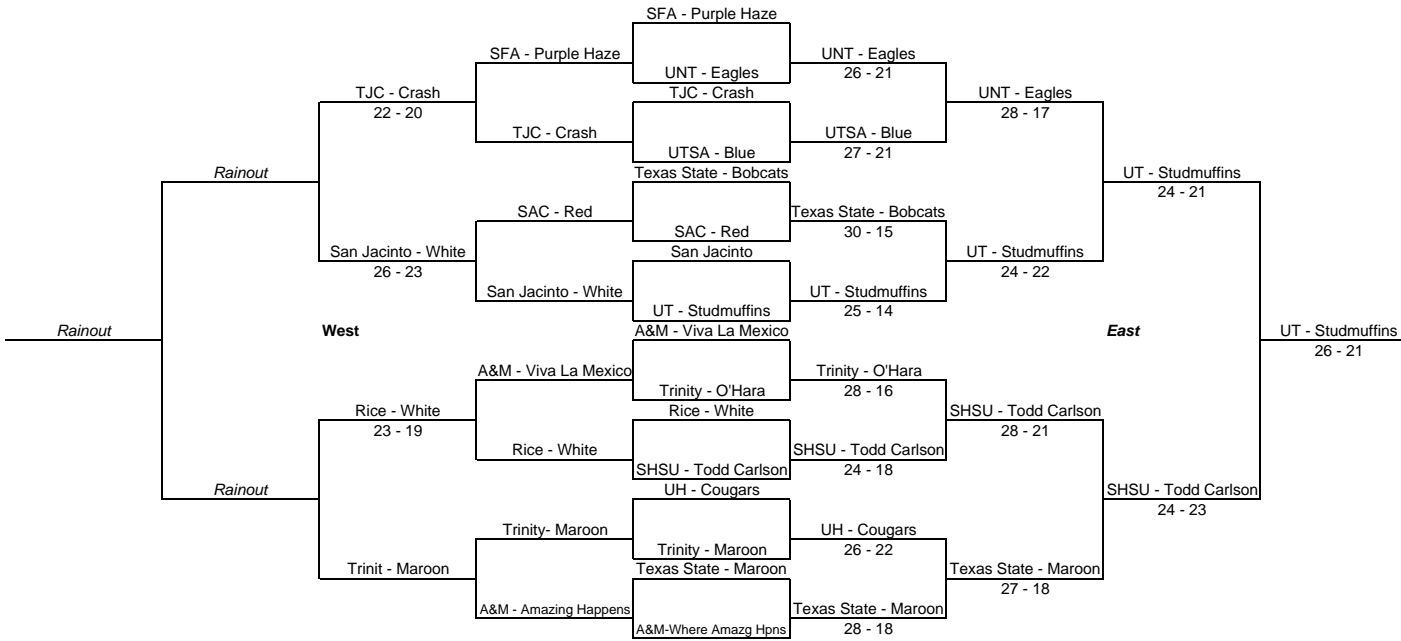 SFA - Purple Haze
SFA - Purple Haze
UNT - Eagles
UNT - Eagles
26 - 21
TJC - Crash
22 - 20
TJC - Crash
UNT - Eagles
28 - 17
TJC - Crash
UTSA - Blue
UTSA - Blue
27 - 21
Rainout
Texas State - Bobcats
UT - Studmuffins
24 - 21
SAC - Red
SAC - Red
Texas State - Bobcats
30 - 15
San Jacinto - White
26 - 23
San Jacinto
UT - Studmuffins
24 - 22
San Jacinto - White
UT - Studmuffins
UT - Studmuffins
25 - 14
Rainout
West
A&M - Viva La Mexico
East
UT - Studmuffins
26 - 21
A&M - Viva La Mexico
Trinity - O'Hara
Trinity - O'Hara
28 - 16
Rice - White
23 - 19
Rice - White
SHSU - Todd Carlson
28 - 21
Rice - White
SHSU - Todd Carlson
SHSU - Todd Carlson
24 - 18
Rainout
UH - Cougars
SHSU - Todd Carlson
24 - 23
Trinity- Maroon
Trinity - Maroon
UH - Cougars
26 - 22
Trinit - Maroon
Texas State - Maroon
Texas State - Maroon
27 - 18
A&M - Amazing Happens
A&M-Where Amazg Hpns
Texas State - Maroon
28 - 18